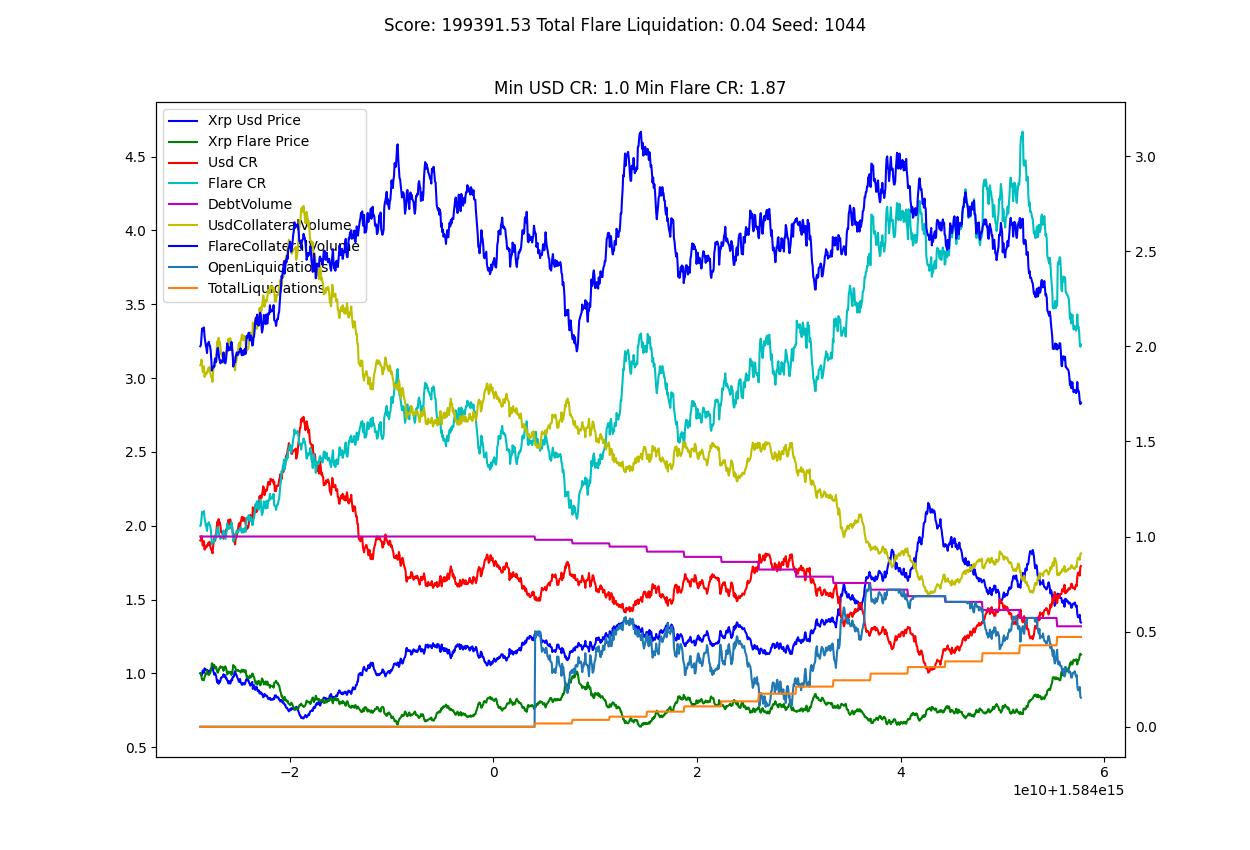 Score: 199391.53 Total Flare Liquidation: 0.04 Seed: 1044
Min USD CR: 1.0 Min Flare CR: 1.87
Xrp Usd Price
Xrp Flare Price
Usd CR
Flare CR
DebtVolume
UsdCollateralVolume
FlareCollateralVolume
OpenLiquidations
TotalLiquidations
4.5
4.0
3.5
3.0
2.5
2.0
1.5
1.0
0.5
3.0
2.5
2.0
1.5
1.0
0.5
0.0
−2
0
2
4
6
1e10+1.584e15